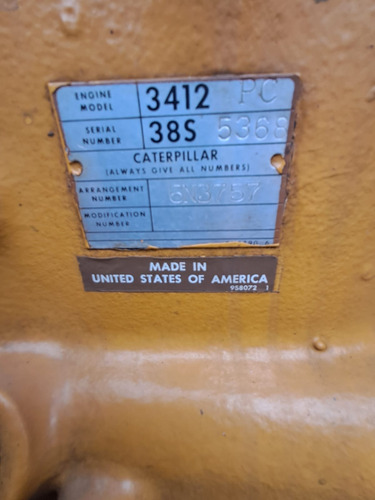 ENGINE MODEL 3412 PC
SERIAL NUMBER 38S 5368
CATERPILLAR
(ALWAYS GIVE ALL NUMBERS)
ARRANGEMENT NUMBER
MODIFICATION NUMBER
MADE IN
UNITED STATES OF AMERICA
958072 1